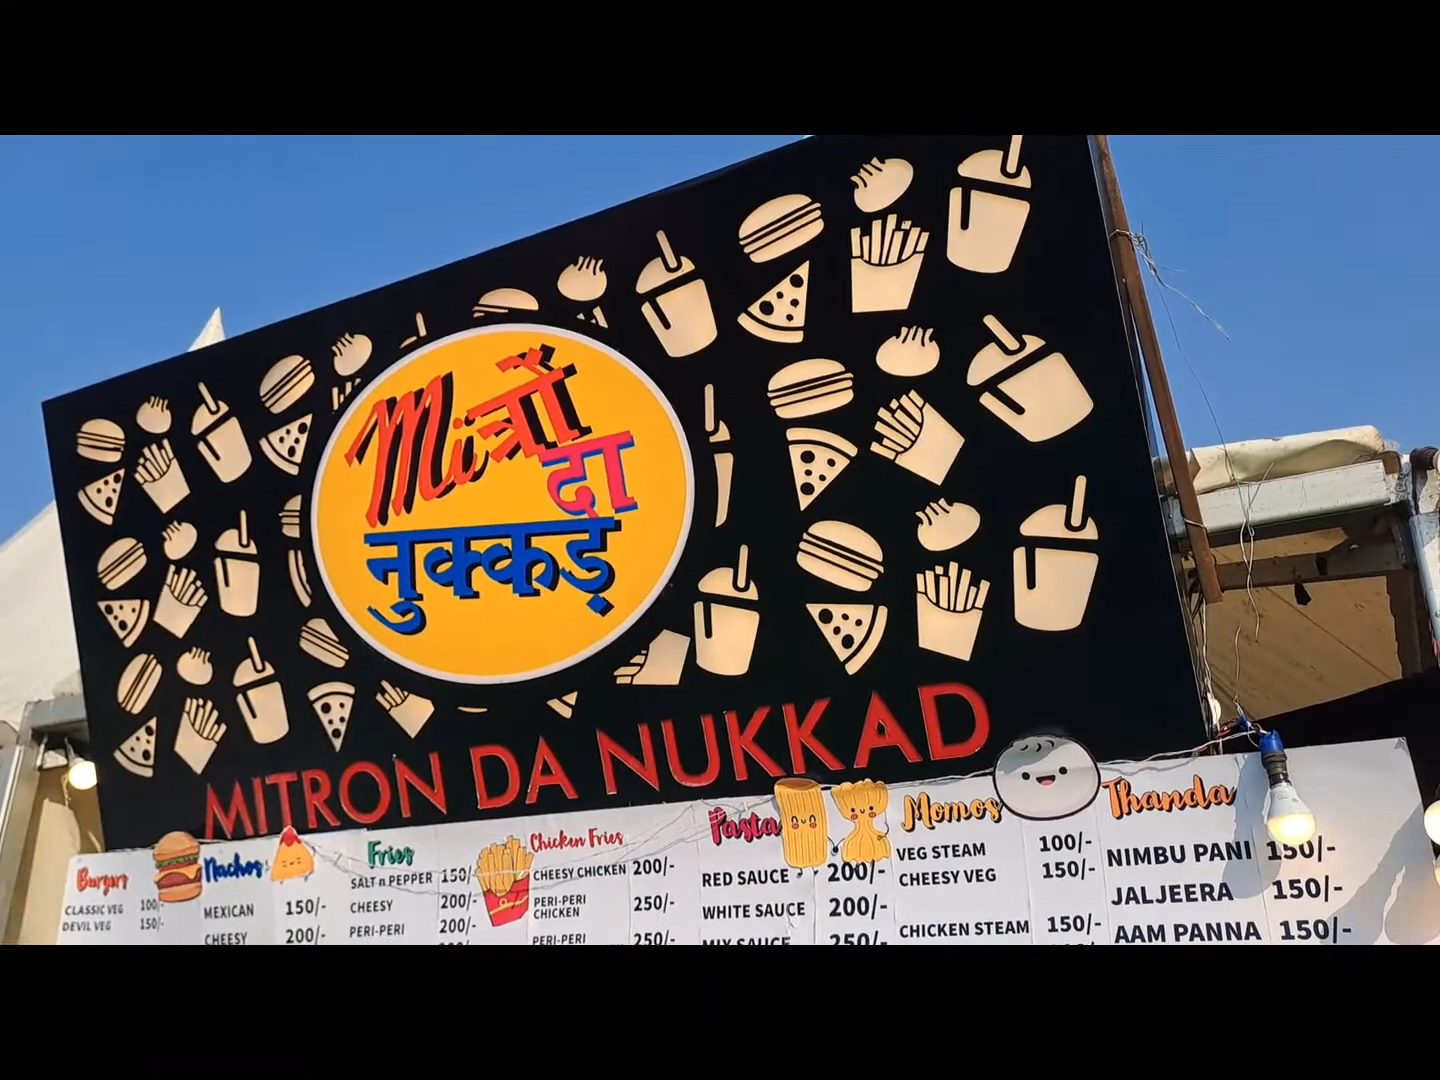 Miत्रों
दा
नुक्कड़
MITRON DA NUKKAD
Burgari
CLASSIC VEG 100/-
DEVIL VEG 150/-
Nachos
MEXICAN 150/-
CHEESY 200/-
Fries
SALT n PEPPER 150/-
CHEESY 200/-
PERI-PERI 200/-
Chicken Fries
CHEESY CHICKEN 200/-
PERI-PERI
CHICKEN 250/-
PERI-PERI 250/-
Pasta
RED SAUCE 200/-
WHITE SAUCE 200/-
MIX SAUCE 250/-
Momos
VEG STEAM 100/-
CHEESY VEG 150/-
CHICKEN STEAM 150/-
Thanda
NIMBU PANI 150/-
JALJEERA 150/-
AAM PANNA 150/-